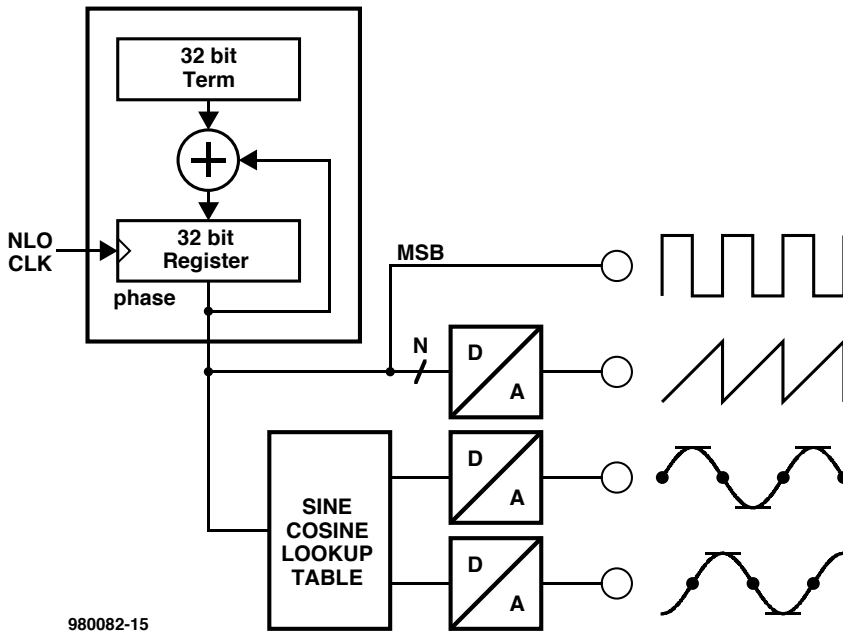 32 bit
Term
NLO
CLK
32 bit
Register
phase
MSB
N
D
A
D
A
SINE
COSINE
LOOKUP
TABLE
D
A
980082-15